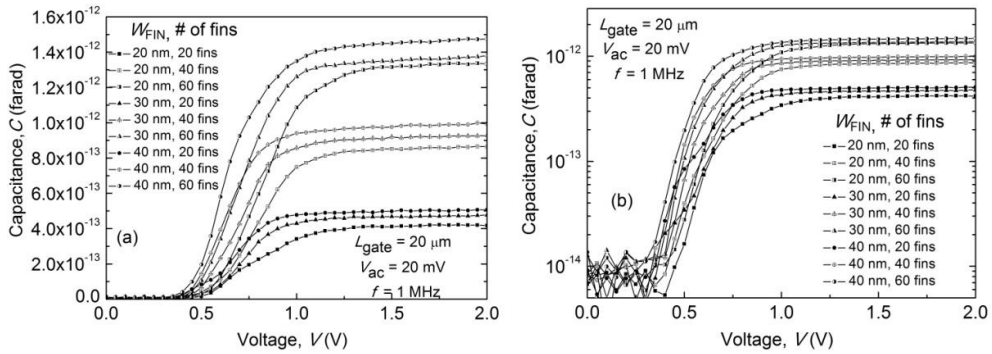 1.6x10⁻¹²
1.4x10⁻¹²
1.2x10⁻¹²
1.0x10⁻¹²
8.0x10⁻¹³
6.0x10⁻¹³
4.0x10⁻¹³
2.0x10⁻¹³
0.0
Capacitance, C (farad)
W_FIN, # of fins
20 nm, 20 fins
20 nm, 40 fins
20 nm, 60 fins
30 nm, 20 fins
30 nm, 40 fins
30 nm, 60 fins
40 nm, 20 fins
40 nm, 40 fins
40 nm, 60 fins
(a)
L_gate = 20 μm
V_ac = 20 mV
f = 1 MHz
0.0 0.5 1.0 1.5 2.0
Voltage, V (V)
10⁻¹²
10⁻¹³
10⁻¹⁴
Capacitance, C (farad)
L_gate = 20 μm
V_ac = 20 mV
f = 1 MHz
W_FIN, # of fins
20 nm, 20 fins
20 nm, 40 fins
20 nm, 60 fins
30 nm, 20 fins
30 nm, 40 fins
30 nm, 60 fins
40 nm, 20 fins
40 nm, 40 fins
40 nm, 60 fins
(b)
0.0 0.5 1.0 1.5 2.0
Voltage, V (V)